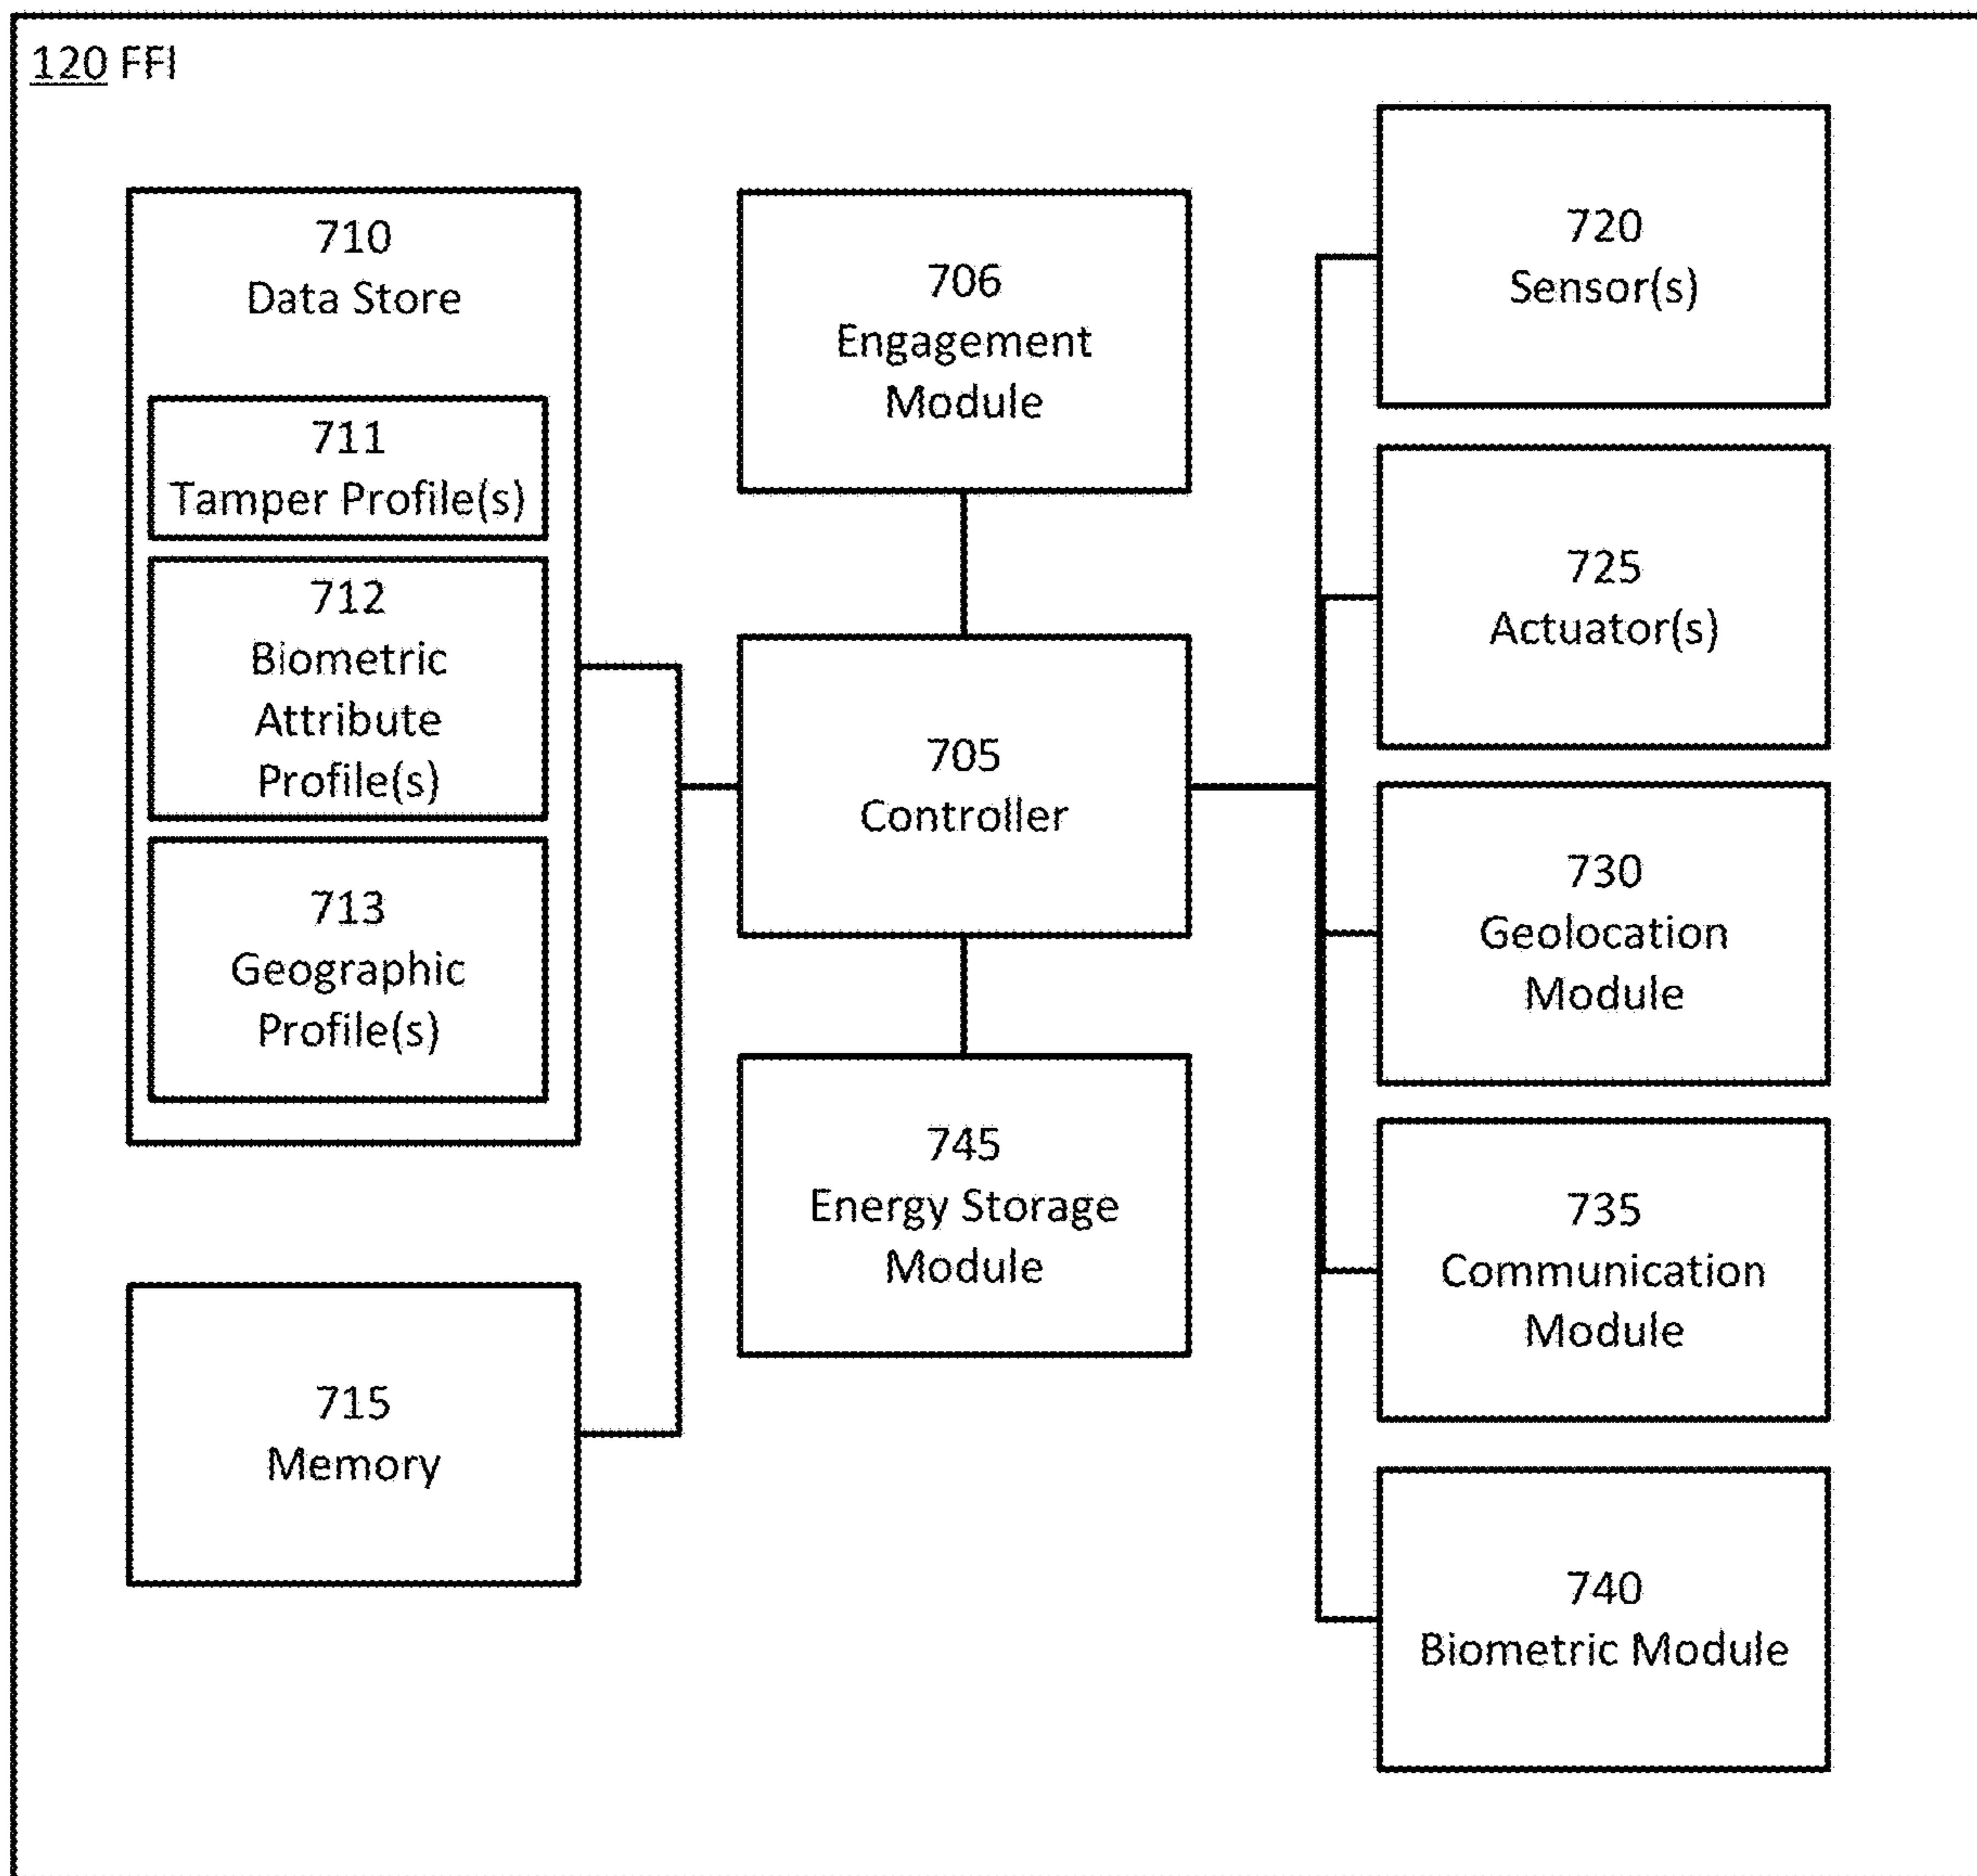 120 FFI
710
Data Store
711
Tamper Profile(s)
712
Biometric
Attribute
Profile(s)
713
Geographic
Profile(s)
715
Memory
706
Engagement
Module
705
Controller
745
Energy Storage
Module
720
Sensor(s)
725
Actuator(s)
730
Geolocation
Module
735
Communication
Module
740
Biometric Module